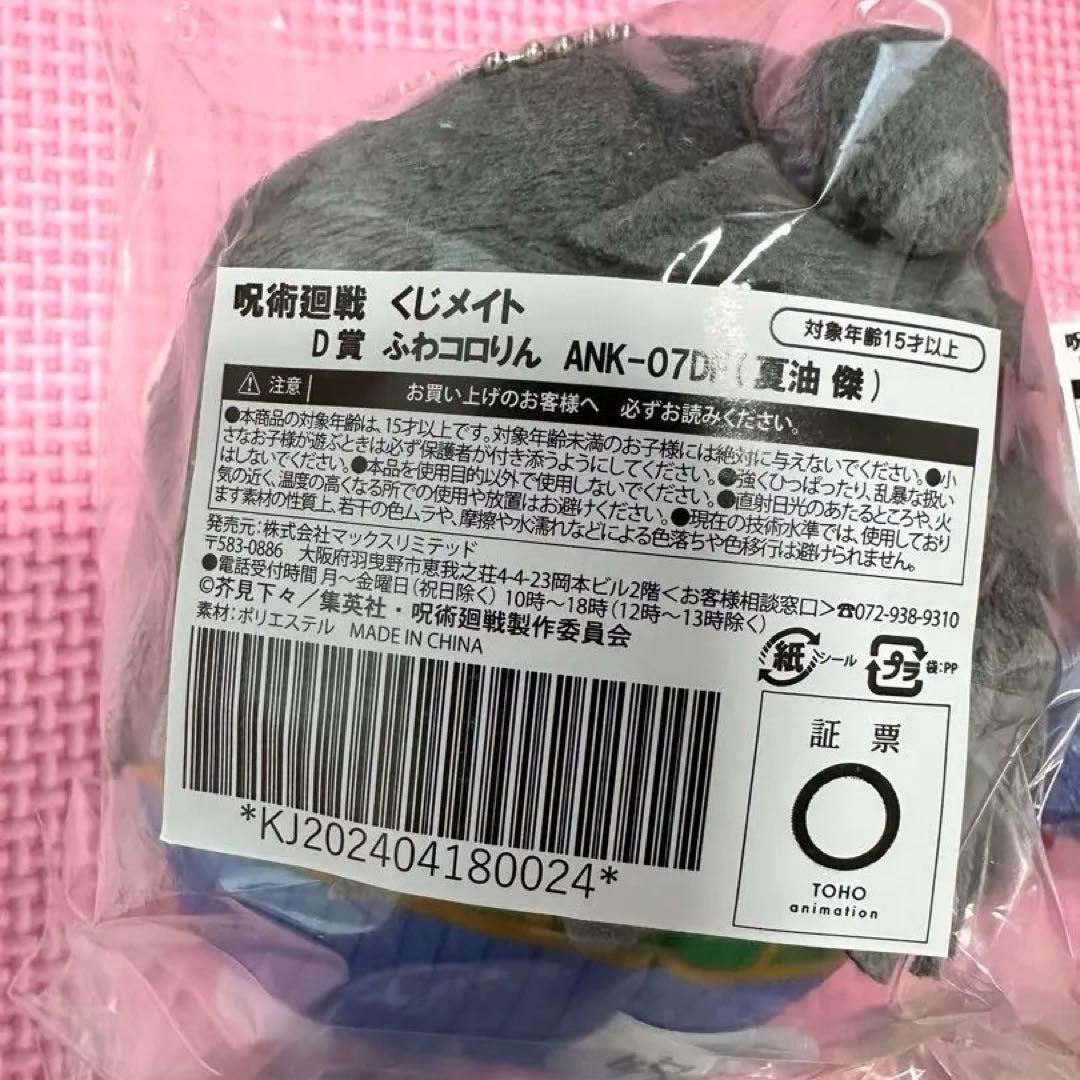 呪術廻戦 くじメイト
対象年齢15才以上
D賞 ふわコロりん ANK-07D (夏油 傑)
注意 お買い上げのお客様へ 必ずお読みください。
●本商品の対象年齢は、15才以上です。対象年齢未満のお子様には絶対に与えないでください。●小
さなお子様が遊ぶときは必ず保護者が付き添うようにしてください。●強くひっぱったり、乱暴な扱い
はしないでください。●本品を使用目的以外で使用しないでください。●直射日光のあたるところや、火
気の近く、温度の高くなる所での使用や放置はお避けください。●現在の技術水準では、使用しており
ます素材の性質上、若干の色ムラや、摩擦や水濡れなどによる色落ちや色移行は避けられません。
発売元:株式会社マックスリミテッド
〒583-0886 大阪府羽曳野市恵我之荘4-4-23岡本ビル2階<お客様相談窓口>☎072-938-9310
●電話受付時間 月～金曜日(祝日除く) 10時～18時(12時～13時除く)
©芥見下々／集英社・呪術廻戦製作委員会
素材:ポリエステル MADE IN CHINA
紙 シール
プラ 袋:PP
*KJ202404180024*
証票
TOHO
animation